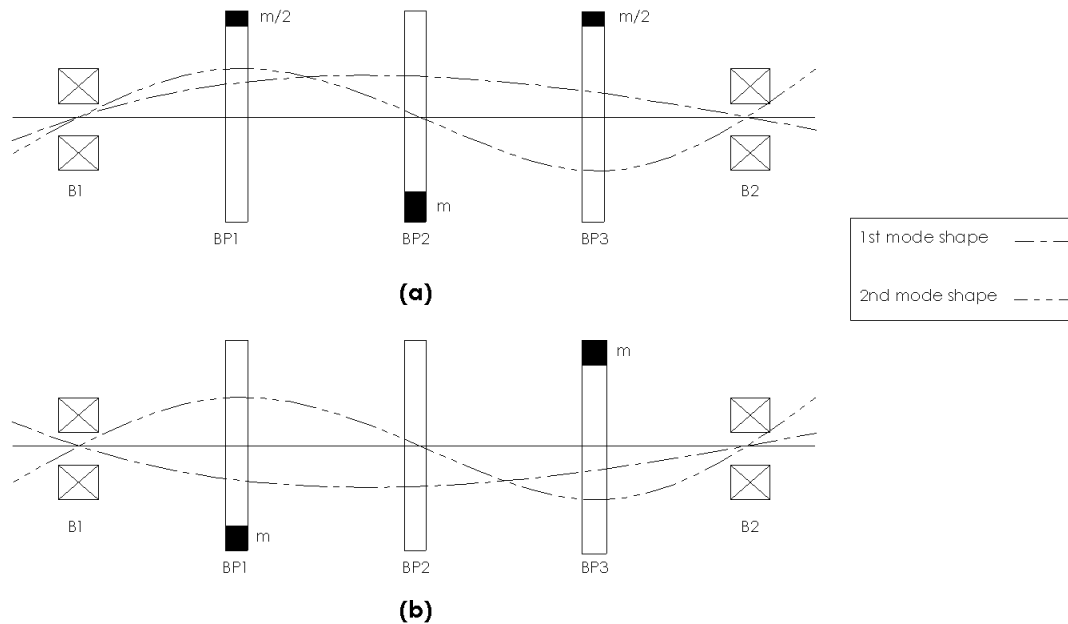 m/2 m/2
B1 m B2
BP1 BP2 BP3
(a)
1st mode shape
2nd mode shape
m
B1 m B2
BP1 BP2 BP3
(b)